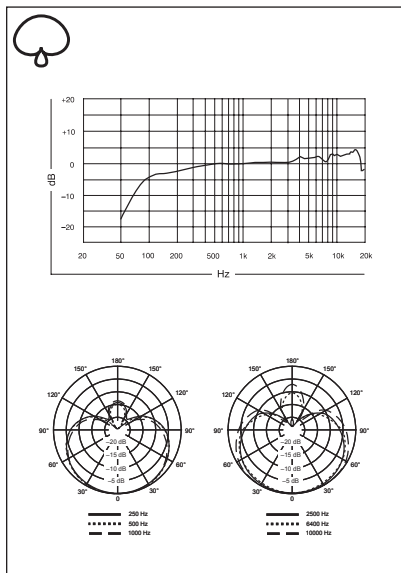 +20
+10
0
–10
–20
dB
20 50 100 200 500 1k 2k 5k 10k 20k
Hz
180°
150° 150°
120° 120°
90° 90°
60° 60°
30° 30°
0
–20 dB
–15 dB
–10 dB
–5 dB
250 Hz
500 Hz
1000 Hz
180°
150° 150°
120° 120°
90° 90°
60° 60°
30° 30°
0
–20 dB
–15 dB
–10 dB
–5 dB
2500 Hz
6400 Hz
10000 Hz